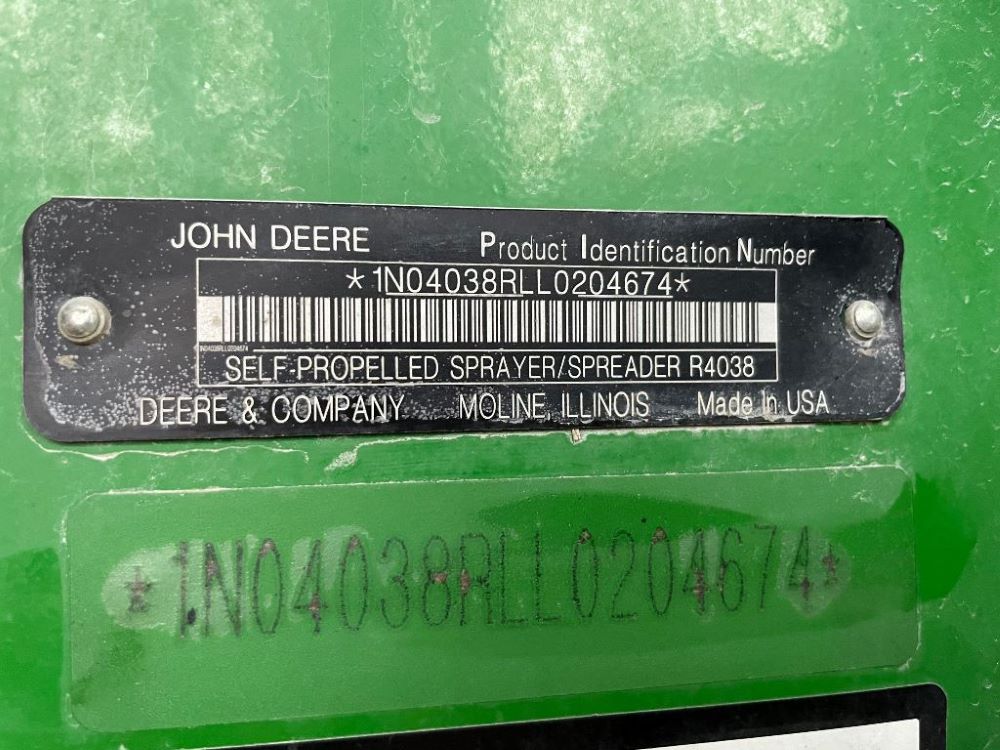 JOHN DEERE Product Identification Number
*1N04038RLL0204674*
1N04038RLL0204674
SELF-PROPELLED SPRAYER/SPREADER R4038
DEERE & COMPANY MOLINE, ILLINOIS Made in USA
*1N04038RLL0204674*